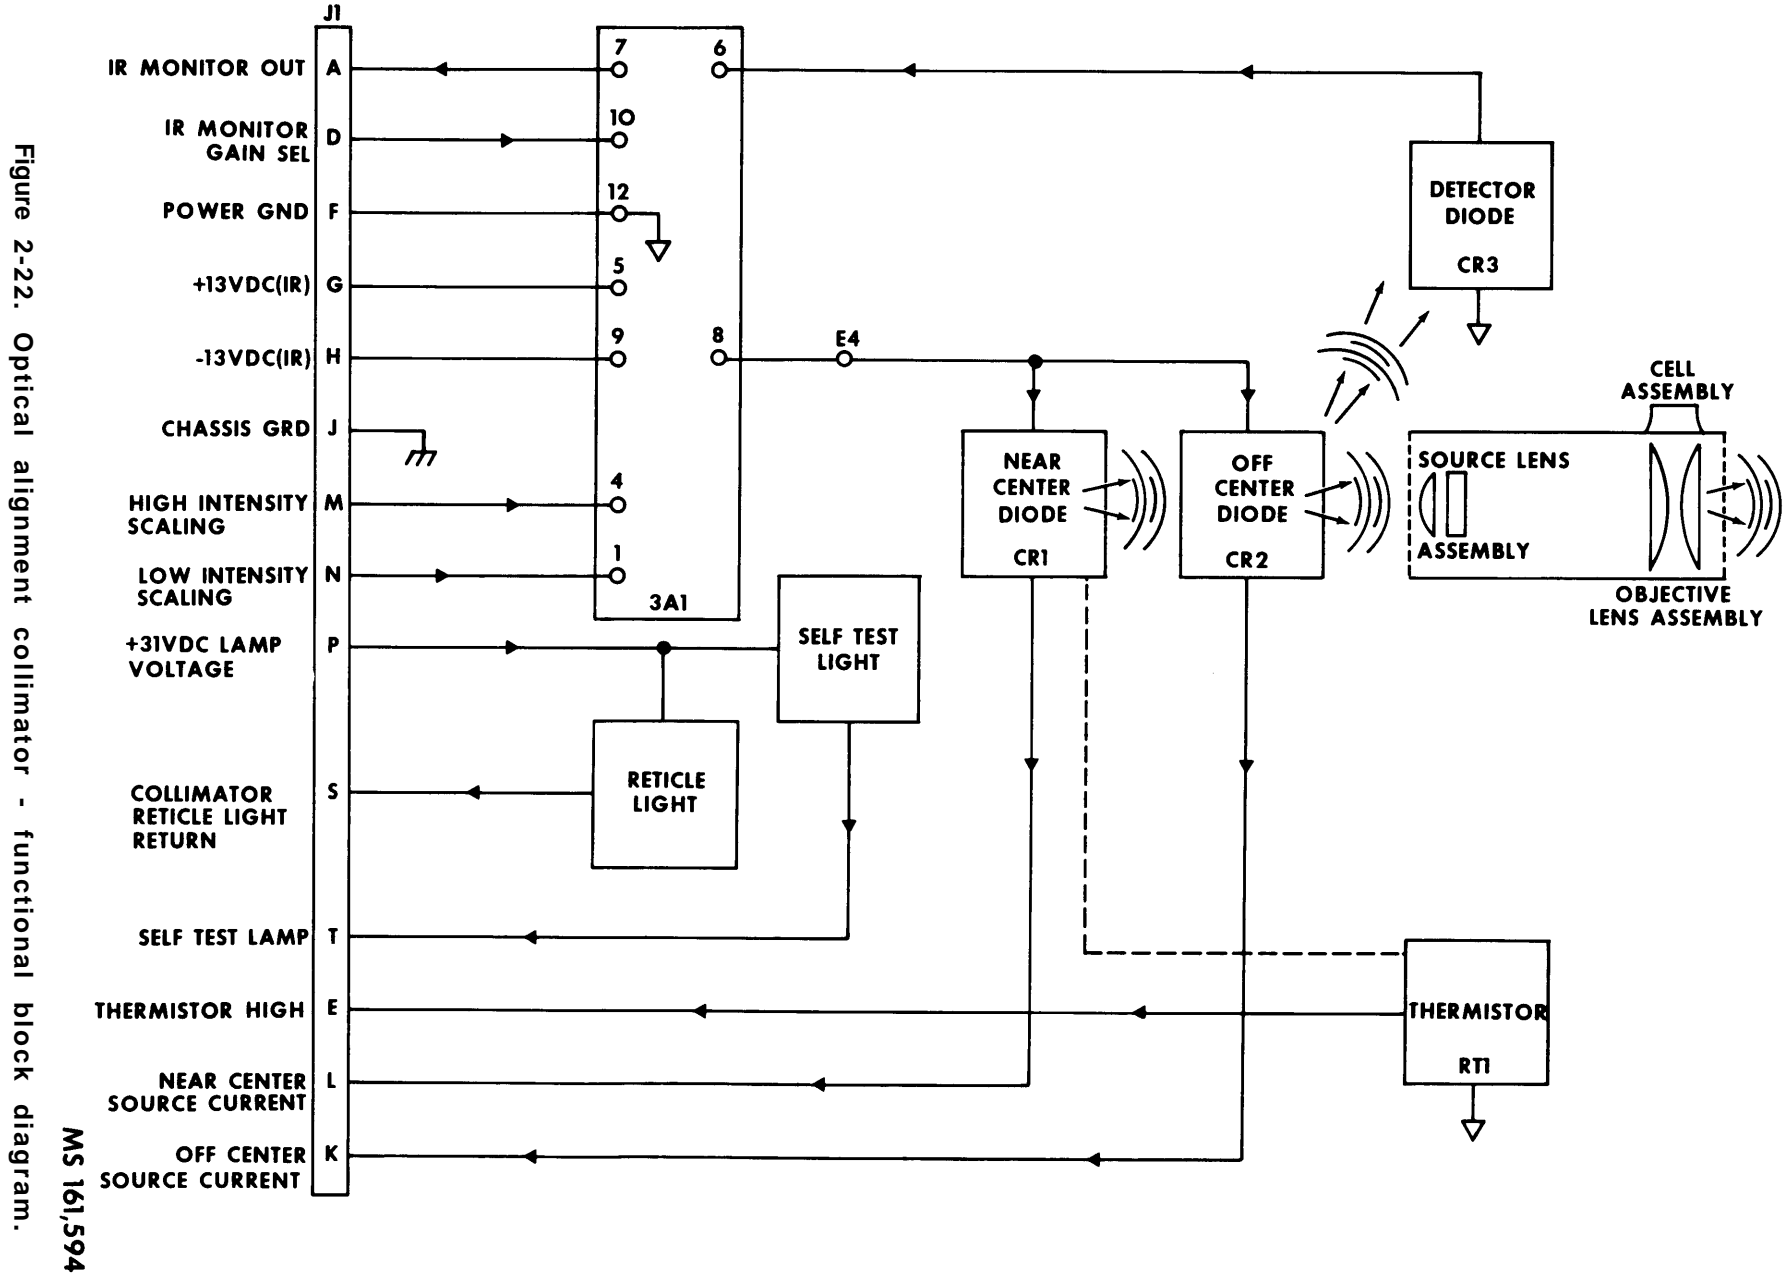 J1
IR MONITOR OUT A
7
6
IR MONITOR
GAIN SEL
D
10
POWER GND F
12
+13VDC(IR) G
5
-13VDC(IR) H
9
8
E4
CHASSIS GRD J
HIGH INTENSITY
SCALING
M
4
LOW INTENSITY
SCALING
N
1
3A1
+31VDC LAMP
VOLTAGE
P
SELF TEST
LIGHT
RETICLE
LIGHT
COLLIMATOR
RETICLE LIGHT
RETURN
S
SELF TEST LAMP T
THERMISTOR HIGH E
NEAR CENTER
SOURCE CURRENT
L
OFF CENTER
SOURCE CURRENT
K
DETECTOR
DIODE
CR3
NEAR
CENTER
DIODE
CR1
OFF
CENTER
DIODE
CR2
CELL
ASSEMBLY
SOURCE LENS
ASSEMBLY
OBJECTIVE
LENS ASSEMBLY
THERMISTOR
RT1
MS 161,594
Figure 2-22. Optical alignment collimator - functional block diagram.